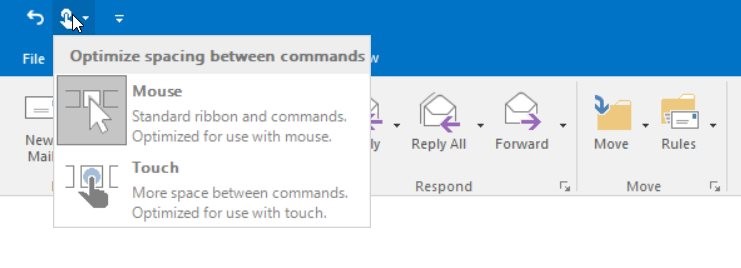 File
Optimize spacing between commands
w
Mouse
Standard ribbon and commands.
Optimized for use with mouse.
Touch
More space between commands.
Optimized for use with touch.
New
Mail
ly
Reply All
Forward
Move
Rules
Respond
Move